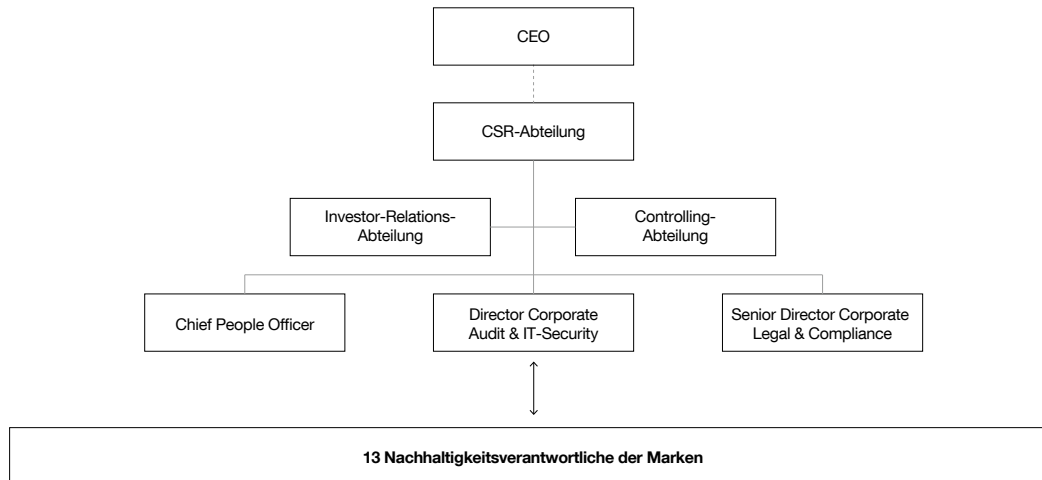 CEO
CSR-Abteilung
Investor-Relations-
Abteilung
Controlling-
Abteilung
Chief People Officer
Director Corporate
Audit & IT-Security
Senior Director Corporate
Legal & Compliance
13 Nachhaltigkeitsverantwortliche der Marken